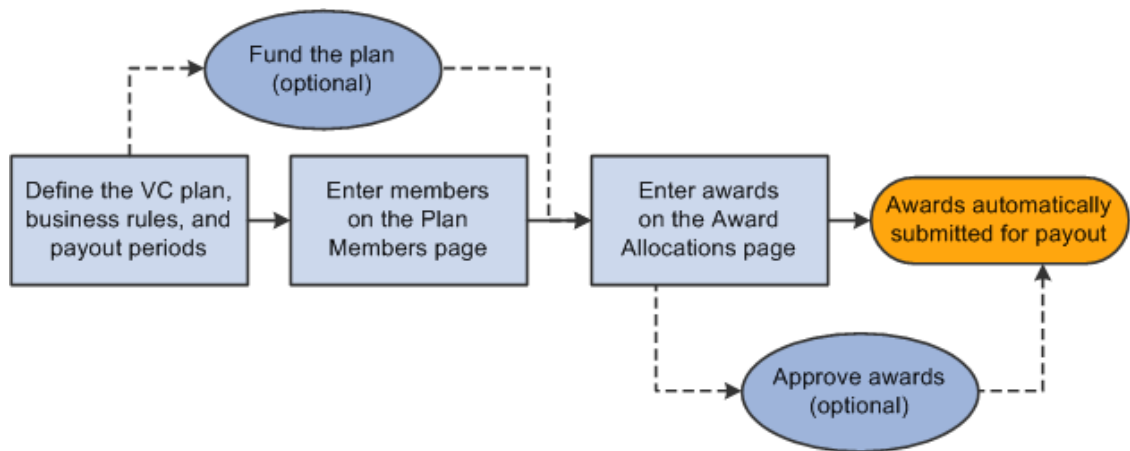 Fund the plan
(optional)
Define the VC plan,
business rules, and
payout periods
Enter members
on the Plan
Members page
Enter awards
on the Award
Allocations page
Awards automatically
submitted for payout
Approve awards
(optional)